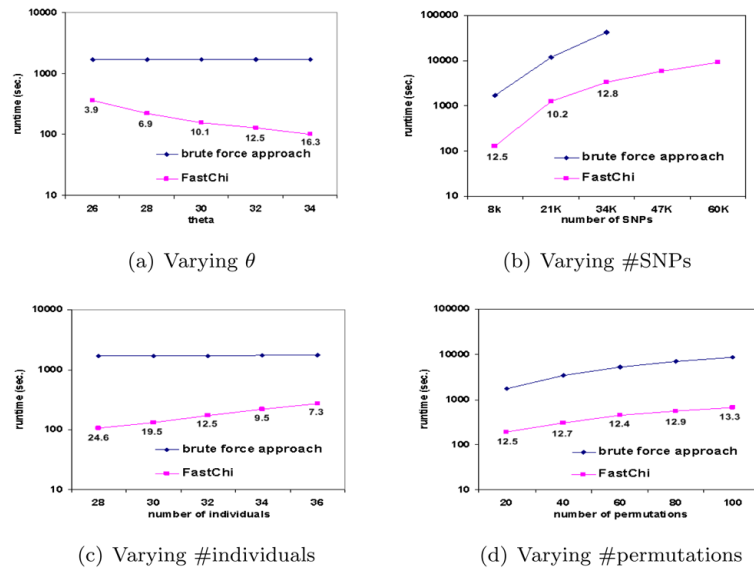 10000
1000
100
10
runtime (sec.)
3.9
6.9
10.1
12.5
16.3
brute force approach
FastChi
26 28 30 32 34
theta
(a) Varying θ
100000
10000
1000
100
10
runtime (sec.)
12.5
10.2
12.8
brute force approach
FastChi
8k 21K 34K 47K 60K
number of SNPs
(b) Varying #SNPs
10000
1000
100
10
runtime (sec.)
24.6
19.5
12.5
9.5
7.3
brute force approach
FastChi
28 30 32 34 36
number of individuals
(c) Varying #individuals
100000
10000
1000
100
10
runtime (sec.)
12.5
12.7
12.4
12.9
13.3
brute force approach
FastChi
20 40 60 80 100
number of permutations
(d) Varying #permutations